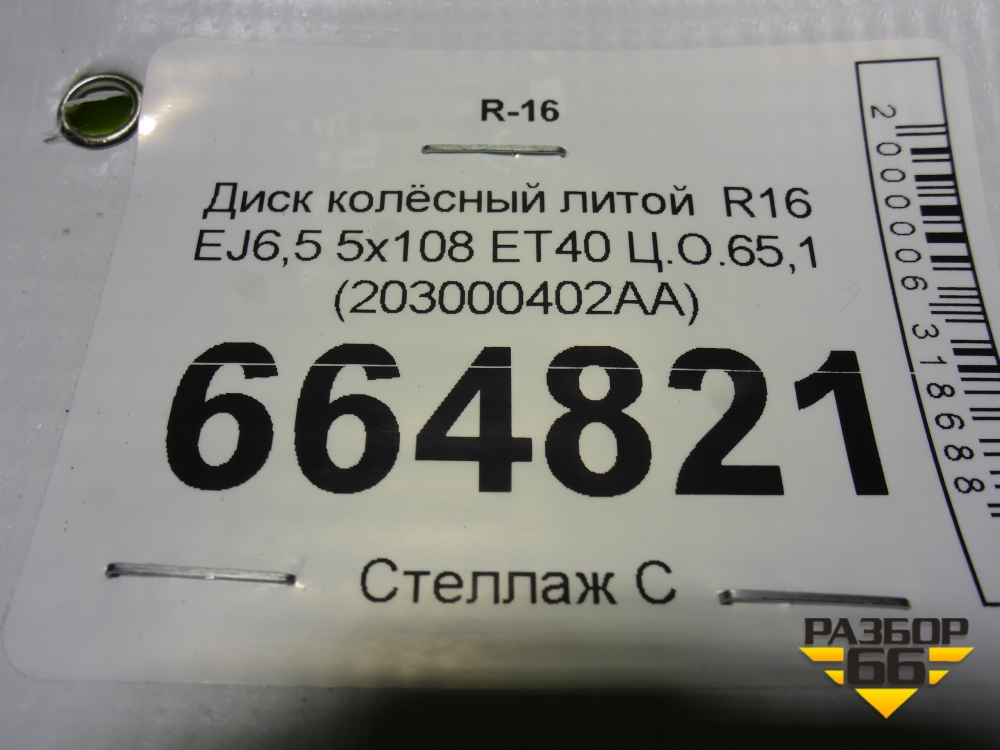 R-16
Диск колёсный литой R16
EJ6,5 5x108 ET40 Ц.О.65,1
(203000402AA)
664821
Стеллаж С
2000006318688
РАЗБОР
66